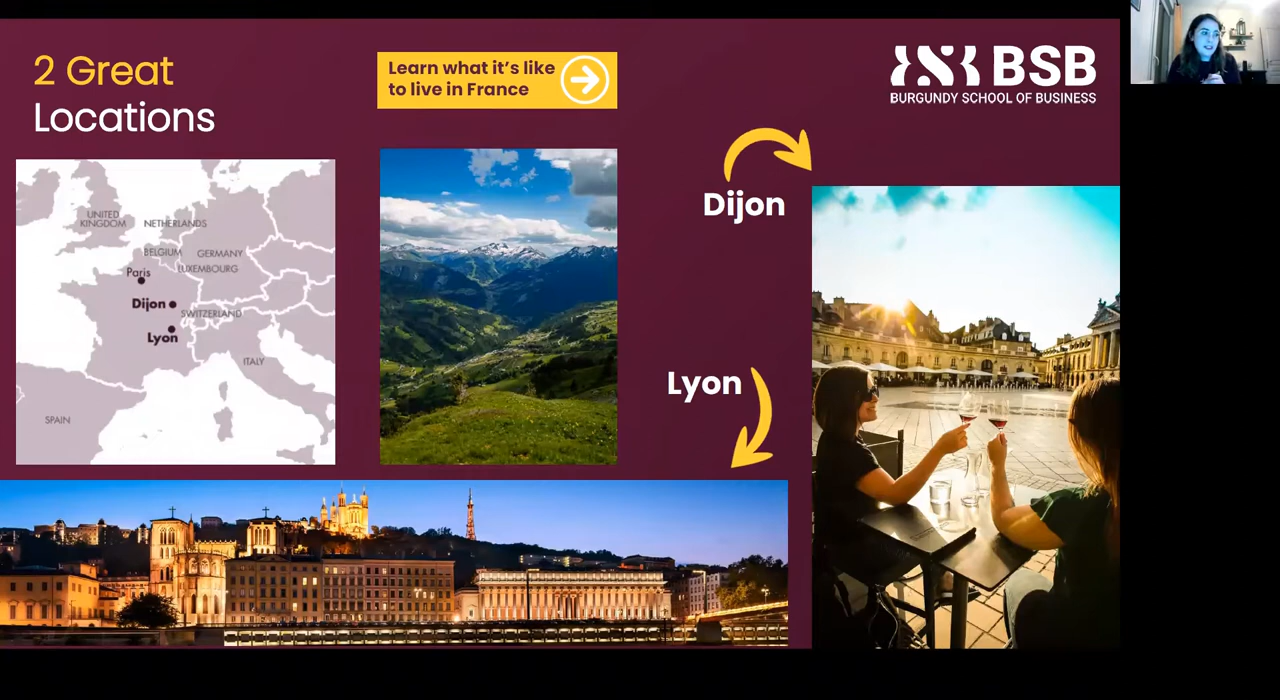 2 Great
Locations
Learn what it's like
to live in France
BSB
BURGUNDY SCHOOL OF BUSINESS
UNITED
KINGDOM
NETHERLANDS
BELGIUM
GERMANY
LUXEMBOURG
Paris
Dijon
SWITZERLAND
Lyon
ITALY
SPAIN
Dijon
Lyon